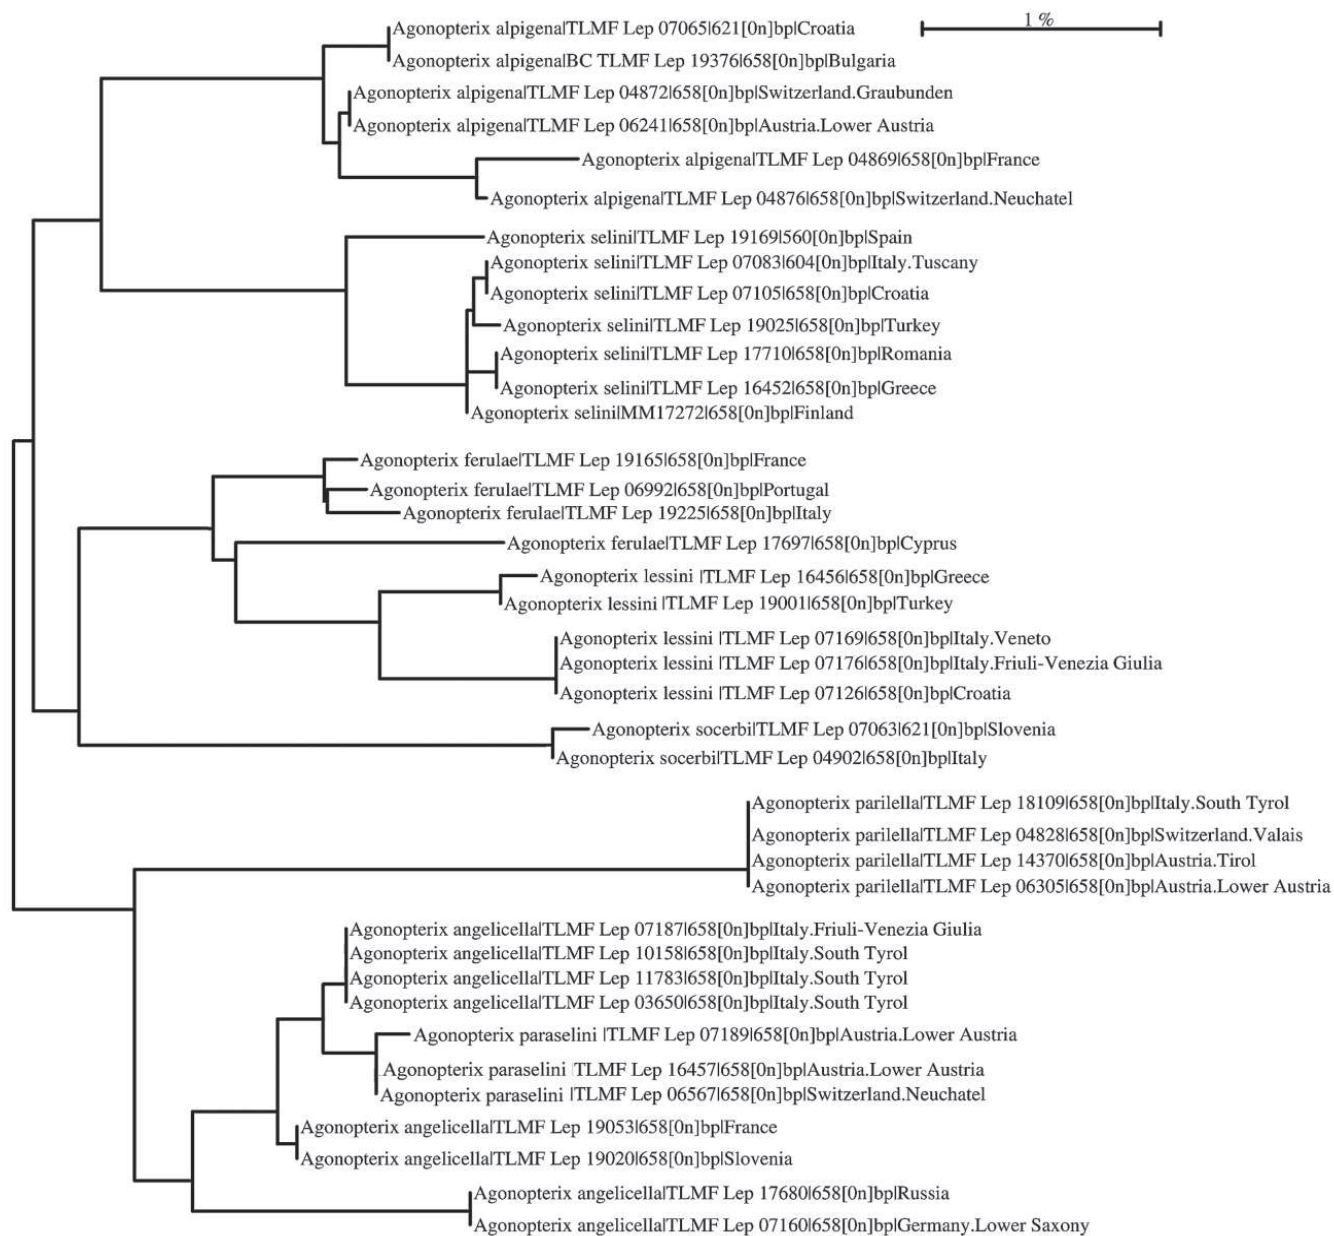 1 %
Agonopterix alpigena|TLMF Lep 07065|621[0n]bp|Croatia
Agonopterix alpigena|BC TLMF Lep 19376|658[0n]bp|Bulgaria
Agonopterix alpigena|TLMF Lep 04872|658[0n]bp|Switzerland.Graubunden
Agonopterix alpigena|TLMF Lep 06241|658[0n]bp|Austria.Lower Austria
Agonopterix alpigena|TLMF Lep 04869|658[0n]bp|France
Agonopterix alpigena|TLMF Lep 04876|658[0n]bp|Switzerland.Neuchatel
Agonopterix selini|TLMF Lep 19169|560[0n]bp|Spain
Agonopterix selini|TLMF Lep 07083|604[0n]bp|Italy.Tuscany
Agonopterix selini|TLMF Lep 07105|658[0n]bp|Croatia
Agonopterix selini|TLMF Lep 19025|658[0n]bp|Turkey
Agonopterix selini|TLMF Lep 17710|658[0n]bp|Romania
Agonopterix selini|TLMF Lep 16452|658[0n]bp|Greece
Agonopterix selini|MM17272|658[0n]bp|Finland
Agonopterix ferulae|TLMF Lep 19165|658[0n]bp|France
Agonopterix ferulae|TLMF Lep 06992|658[0n]bp|Portugal
Agonopterix ferulae|TLMF Lep 19225|658[0n]bp|Italy
Agonopterix ferulae|TLMF Lep 17697|658[0n]bp|Cyprus
Agonopterix lessini |TLMF Lep 16456|658[0n]bp|Greece
Agonopterix lessini |TLMF Lep 19001|658[0n]bp|Turkey
Agonopterix lessini |TLMF Lep 07169|658[0n]bp|Italy.Veneto
Agonopterix lessini |TLMF Lep 07176|658[0n]bp|Italy.Friuli-Venezia Giulia
Agonopterix lessini |TLMF Lep 07126|658[0n]bp|Croatia
Agonopterix socerbi|TLMF Lep 07063|621[0n]bp|Slovenia
Agonopterix socerbi|TLMF Lep 04902|658[0n]bp|Italy
Agonopterix parilella|TLMF Lep 18109|658[0n]bp|Italy.South Tyrol
Agonopterix parilella|TLMF Lep 04828|658[0n]bp|Switzerland.Valais
Agonopterix parilella|TLMF Lep 14370|658[0n]bp|Austria.Tirol
Agonopterix parilella|TLMF Lep 06305|658[0n]bp|Austria.Lower Austria
Agonopterix angelicella|TLMF Lep 07187|658[0n]bp|Italy.Friuli-Venezia Giulia
Agonopterix angelicella|TLMF Lep 10158|658[0n]bp|Italy.South Tyrol
Agonopterix angelicella|TLMF Lep 11783|658[0n]bp|Italy.South Tyrol
Agonopterix angelicella|TLMF Lep 03650|658[0n]bp|Italy.South Tyrol
Agonopterix paraselini |TLMF Lep 07189|658[0n]bp|Austria.Lower Austria
Agonopterix paraselini |TLMF Lep 16457|658[0n]bp|Austria.Lower Austria
Agonopterix paraselini |TLMF Lep 06567|658[0n]bp|Switzerland.Neuchatel
Agonopterix angelicella|TLMF Lep 19053|658[0n]bp|France
Agonopterix angelicella|TLMF Lep 19020|658[0n]bp|Slovenia
Agonopterix angelicella|TLMF Lep 17680|658[0n]bp|Russia
Agonopterix angelicella|TLMF Lep 07160|658[0n]bp|Germany.Lower Saxony